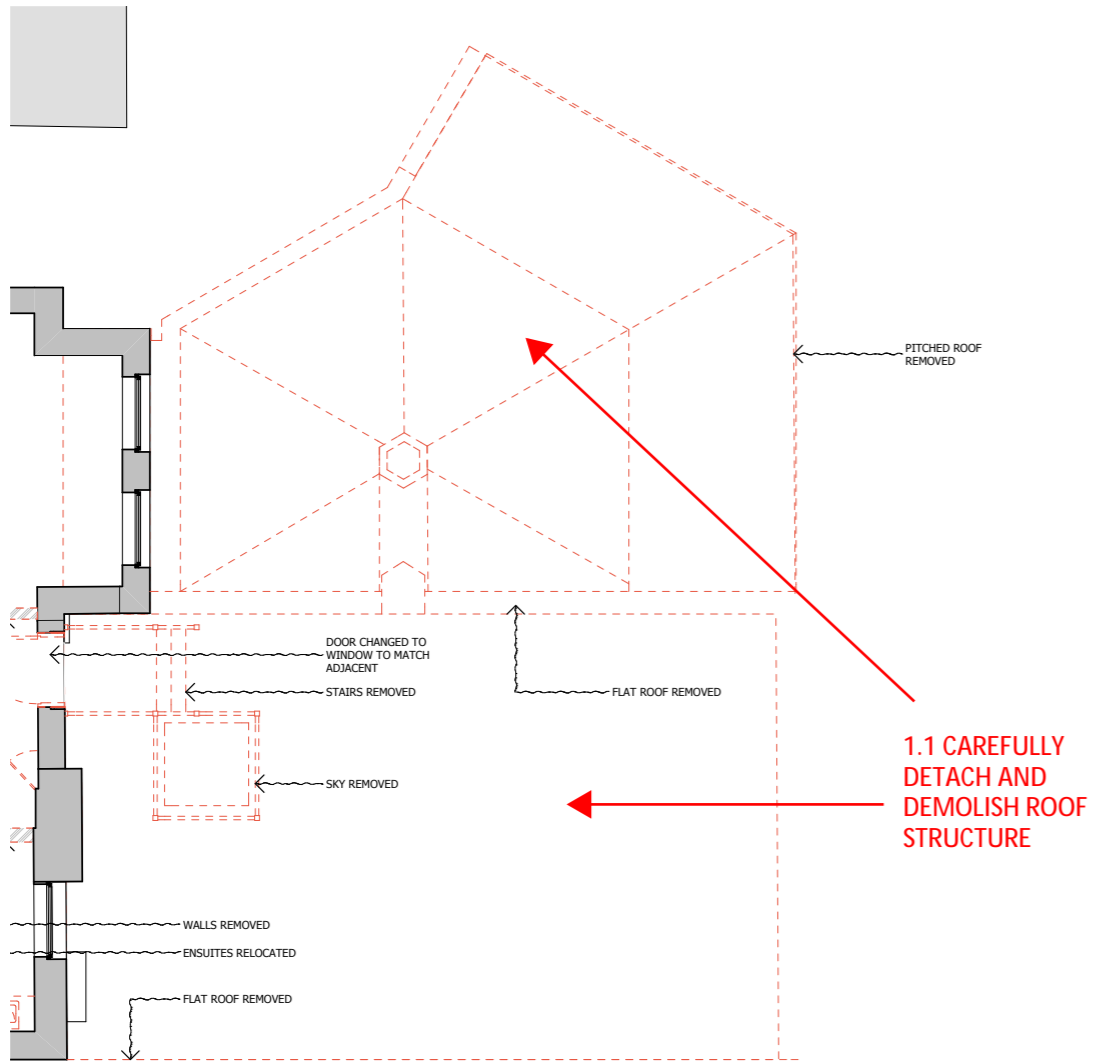 PITCHED ROOF
REMOVED
DOOR CHANGED TO
WINDOW TO MATCH
ADJACENT
STAIRS REMOVED
FLAT ROOF REMOVED
1.1 CAREFULLY
DETACH AND
DEMOLISH ROOF
STRUCTURE
SKY REMOVED
WALLS REMOVED
ENSUITES RELOCATED
FLAT ROOF REMOVED